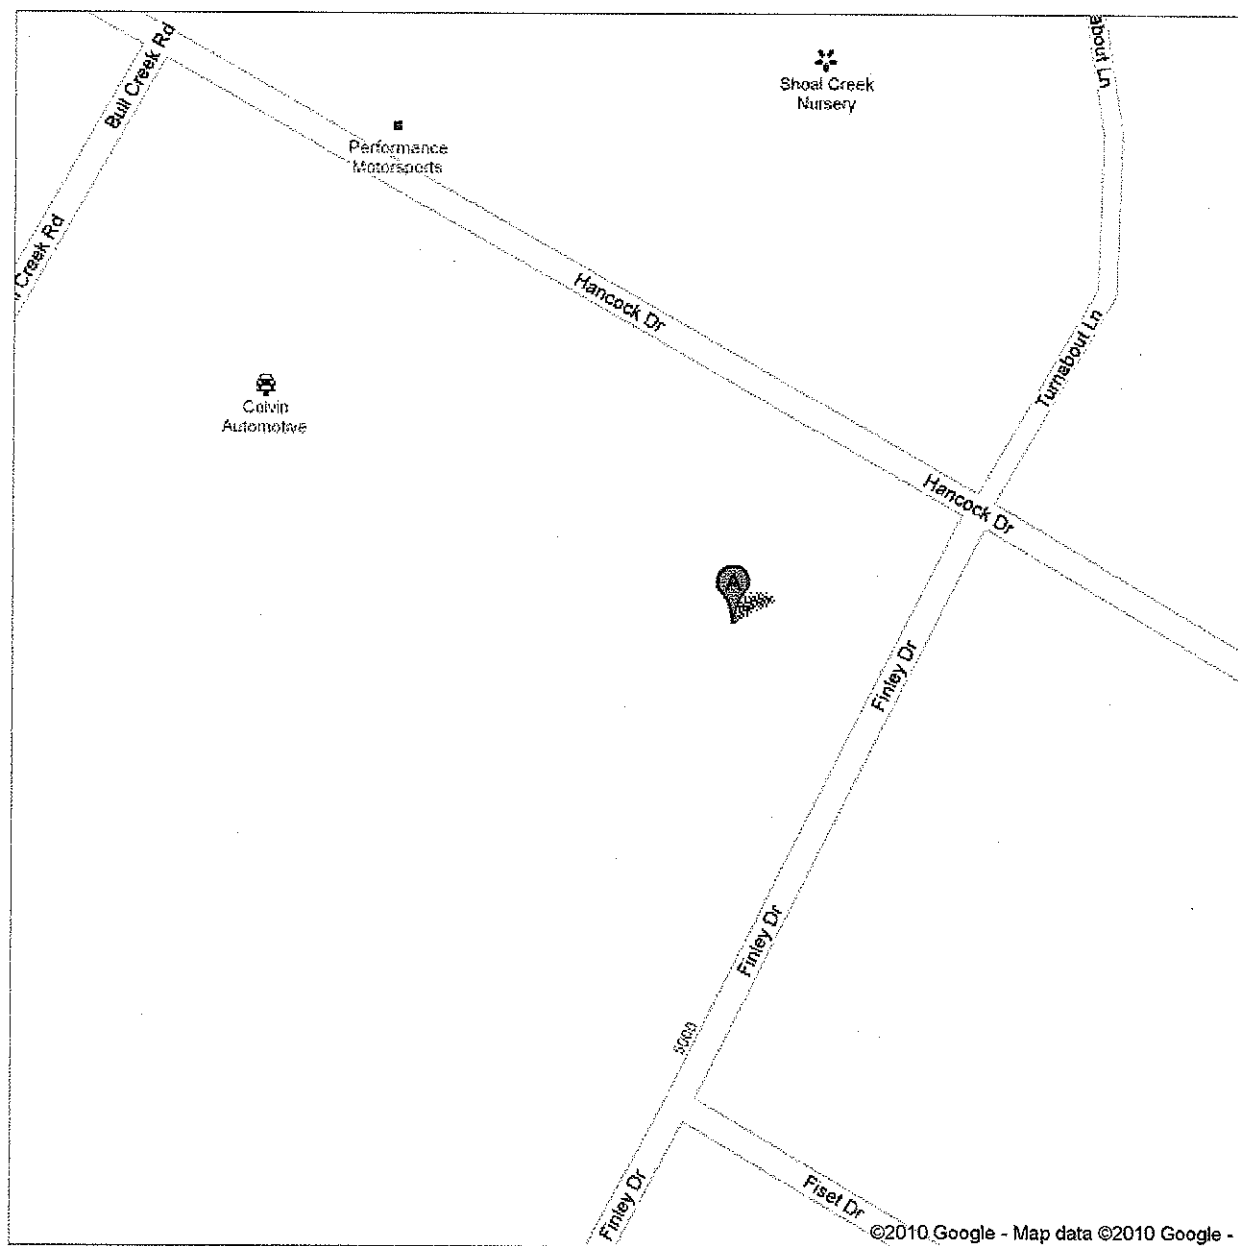 Bull Creek Rd
about Ln
Shoal Creek
Nursery
Performance
Motorsports
Creek Rd
Hancock Dr
Turnabout Ln
Colvin
Automotive
Hancock Dr
A
Finley Dr
Finley Dr
5000
Finley Dr
Fiset Dr
©2010 Google - Map data ©2010 Google -